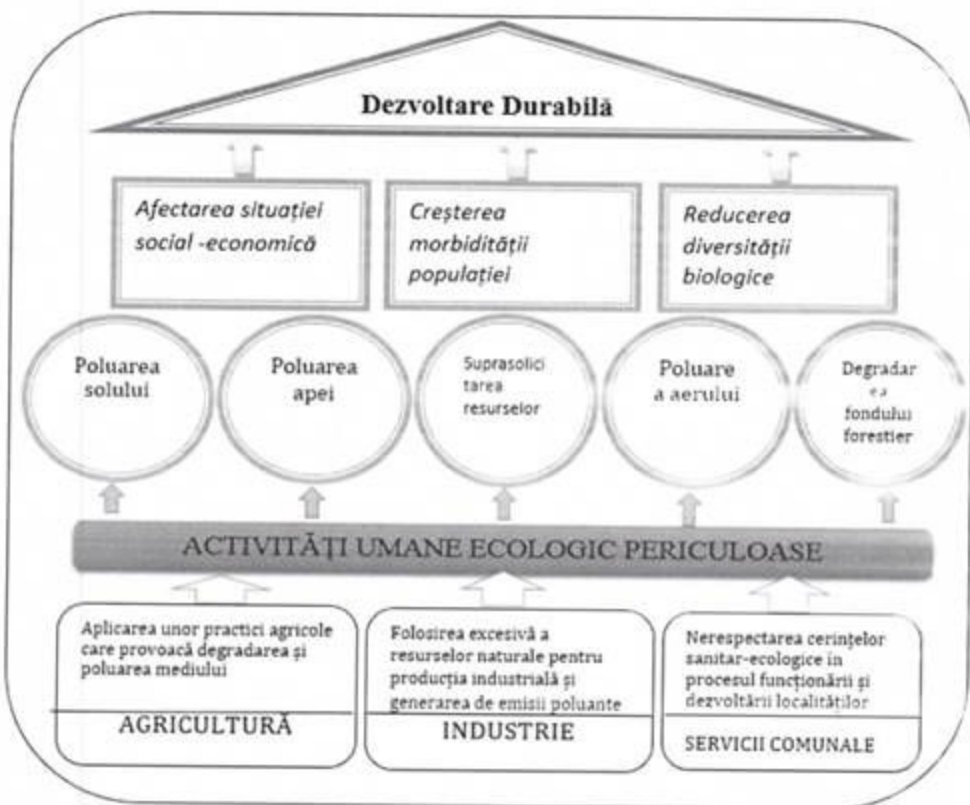 Dezvoltare Durabilă
Afectarea situației
social -economică
Creșterea
morbidității
populației
Reducerea
diversității
biologice
Poluarea
solului
Poluarea
apei
Suprasolici
tarea
resurselor
Poluare
a aerului
Degradar
ea
fondului
forestier
ACTIVITĂȚI UMANE ECOLOGIC PERICULOASE
Aplicarea unor practici agricole
care provoacă degradarea și
poluarea mediului
AGRICULTURĂ
Folosirea excesivă a
resurselor naturale pentru
producția industrială și
generarea de emisii poluante
INDUSTRIE
Nerespectarea cerințelor
sanitar-ecologice în
procesul funcționării și
dezvoltării localităților
SERVICII COMUNALE